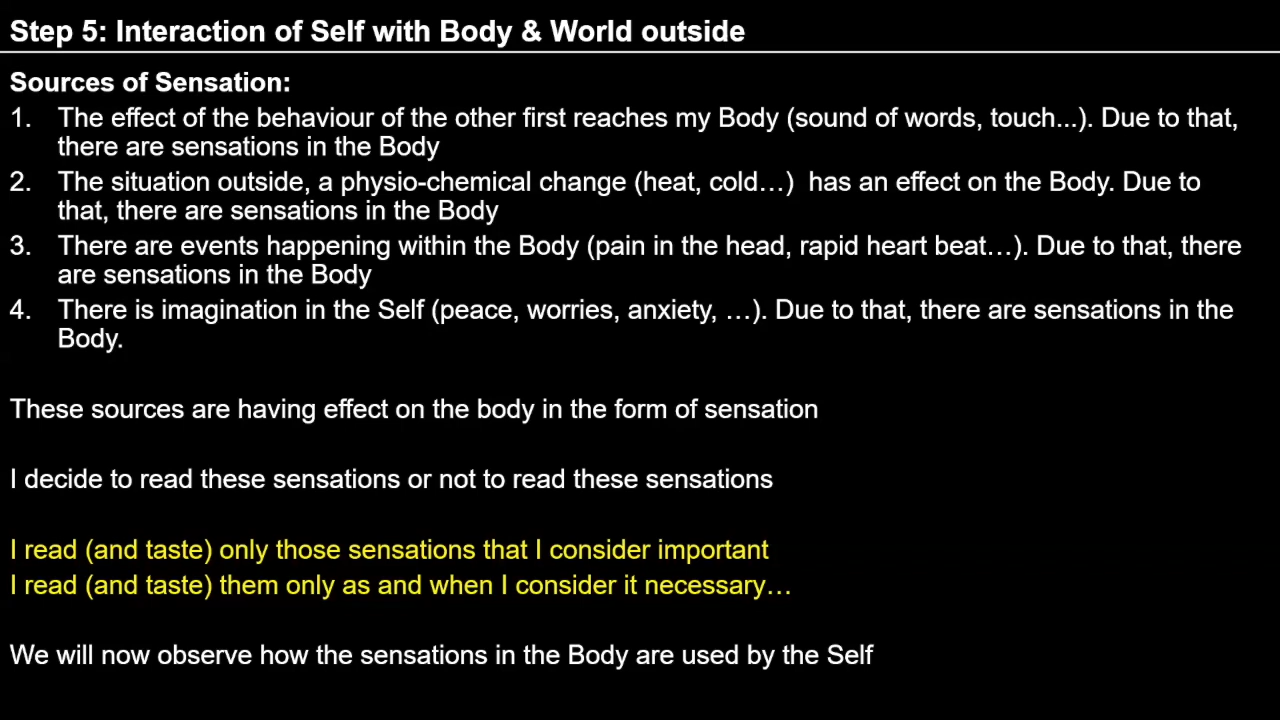 Step 5: Interaction of Self with Body & World outside
Sources of Sensation:
1. The effect of the behaviour of the other first reaches my Body (sound of words, touch...). Due to that,
there are sensations in the Body
2. The situation outside, a physio-chemical change (heat, cold…) has an effect on the Body. Due to
that, there are sensations in the Body
3. There are events happening within the Body (pain in the head, rapid heart beat…). Due to that, there
are sensations in the Body
4. There is imagination in the Self (peace, worries, anxiety, …). Due to that, there are sensations in the
Body.
These sources are having effect on the body in the form of sensation
I decide to read these sensations or not to read these sensations
I read (and taste) only those sensations that I consider important
I read (and taste) them only as and when I consider it necessary…
We will now observe how the sensations in the Body are used by the Self